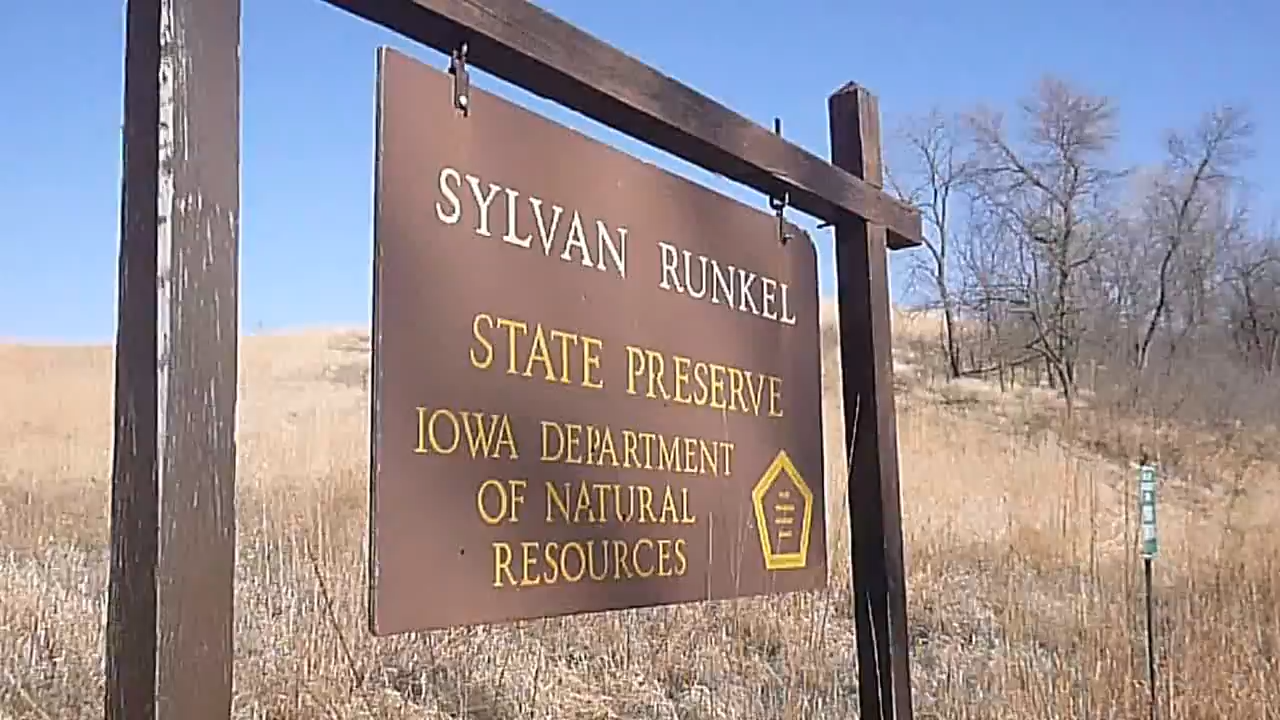 SYLVAN RUNKEL
STATE PRESERVE
IOWA DEPARTMENT
OF NATURAL
RESOURCES